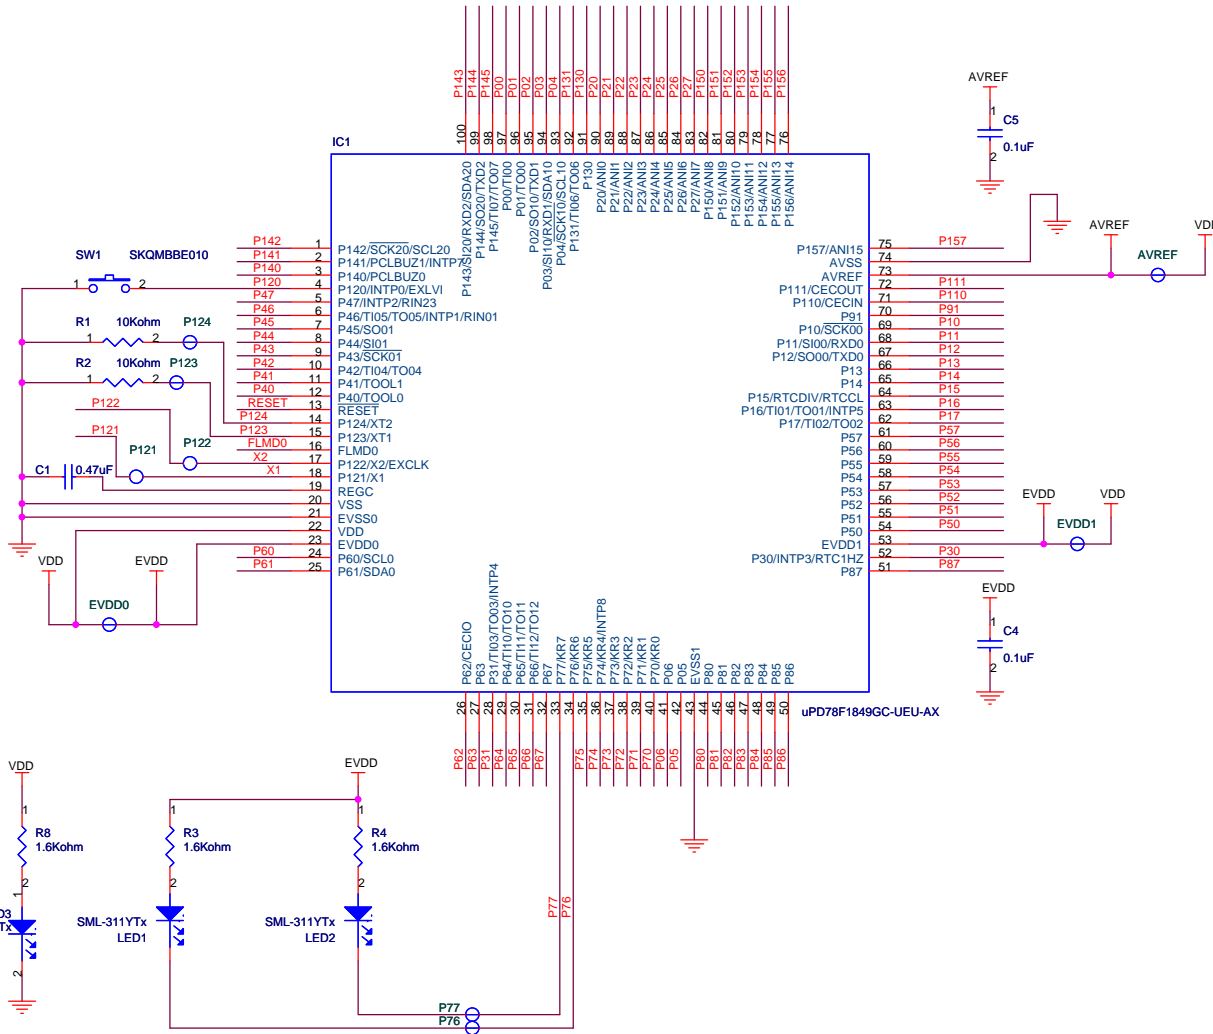 P143
P144
P145
P00
P01
P02
P03
P04
P131
P130
P20
P21
P22
P23
P24
P25
P26
P27
P150
P151
P152
P153
P154
P155
P156
100
99
98
97
96
95
94
93
92
91
90
89
88
87
86
85
84
83
82
81
80
79
78
77
76
IC1
P143/SI20/RXD2/SDA20
P144/SO20/TXD2
P145/TI07/TO07
P00/TI00
P01/TO00
P02/SO10/TXD1
P03/SI10/RXD1/SDA10
P04/SCK10/SCL10
P131/TI06/TO06
P130
P20/ANI0
P21/ANI1
P22/ANI2
P23/ANI3
P24/ANI4
P25/ANI5
P26/ANI6
P27/ANI7
P150/ANI8
P151/ANI9
P152/ANI10
P153/ANI11
P154/ANI12
P155/ANI13
P156/ANI14
AVREF
1
C5
0.1uF
2
P142 1 P142/SCK20/SCL20
P141 2 P141/PCLBUZ1/INTP7
P140 3 P140/PCLBUZ0
P120 4 P120/INTP0/EXLVI
P47 5 P47/INTP2/RIN23
P46 6 P46/TI05/TO05/INTP1/RIN01
P45 7 P45/SO01
P44 8 P44/SI01
P43 9 P43/SCK01
P42 10 P42/TI04/TO04
P41 11 P41/TOOL1
P40 12 P40/TOOL0
RESET 13 RESET
P124 14 P124/XT2
P123 15 P123/XT1
FLMD0 16 FLMD0
X2 17 P122/X2/EXCLK
X1 18 P121/X1
19 REGC
20 VSS
21 EVSS0
22 VDD
23 EVDD0
P60 24 P60/SCL0
P61 25 P61/SDA0
SW1 SKQMBBE010
1 2
R1 10Kohm P124
1 2
R2 10Kohm P123
1 2
P122
P121
P121 P122
C1 0.47uF
VDD EVDD
EVDD0
P157/ANI15 75 P157
AVSS 74
AVREF 73
P111/CECOUT 72 P111
P110/CECIN 71 P110
P91 70 P91
P10/SCK00 69 P10
P11/SI00/RXD0 68 P11
P12/SO00/TXD0 67 P12
P13 66 P13
P14 65 P14
P15/RTCDIV/RTCCL 64 P15
P16/TI01/TO01/INTP5 63 P16
P17/TI02/TO02 62 P17
P57 61 P57
P56 60 P56
P55 59 P55
P54 58 P54
P53 57 P53
P52 56 P52
P51 55 P51
P50 54 P50
EVDD1 53
P30/INTP3/RTC1HZ 52 P30
P87 51 P87
AVREF VD
AVREF
EVDD VDD
EVDD1
EVDD
1
C4
0.1uF
2
P62/CECIO
P63
P31/TI03/TO03/INTP4
P64/TI10/TO10
P65/TI11/TO11
P66/TI12/TO12
P67
P77/KR7
P76/KR6
P75/KR5
P74/KR4/INTP8
P73/KR3
P72/KR2
P71/KR1
P70/KR0
P06
P05
EVSS1
P80
P81
P82
P83
P84
P85
P86
26
27
28
29
30
31
32
33
34
35
36
37
38
39
40
41
42
43
44
45
46
47
48
49
50
uPD78F1849GC-UEU-AX
P62
P63
P31
P64
P65
P66
P67
P75
P74
P73
P72
P71
P70
P06
P05
P80
P81
P82
P83
P84
P85
P86
VDD
1
R8
1.6Kohm
2
1
D3
Tx
2
EVDD
1
R3
1.6Kohm
2
SML-311YTx
LED1
1
R4
1.6Kohm
2
SML-311YTx
LED2
P77
P76
P77
P76